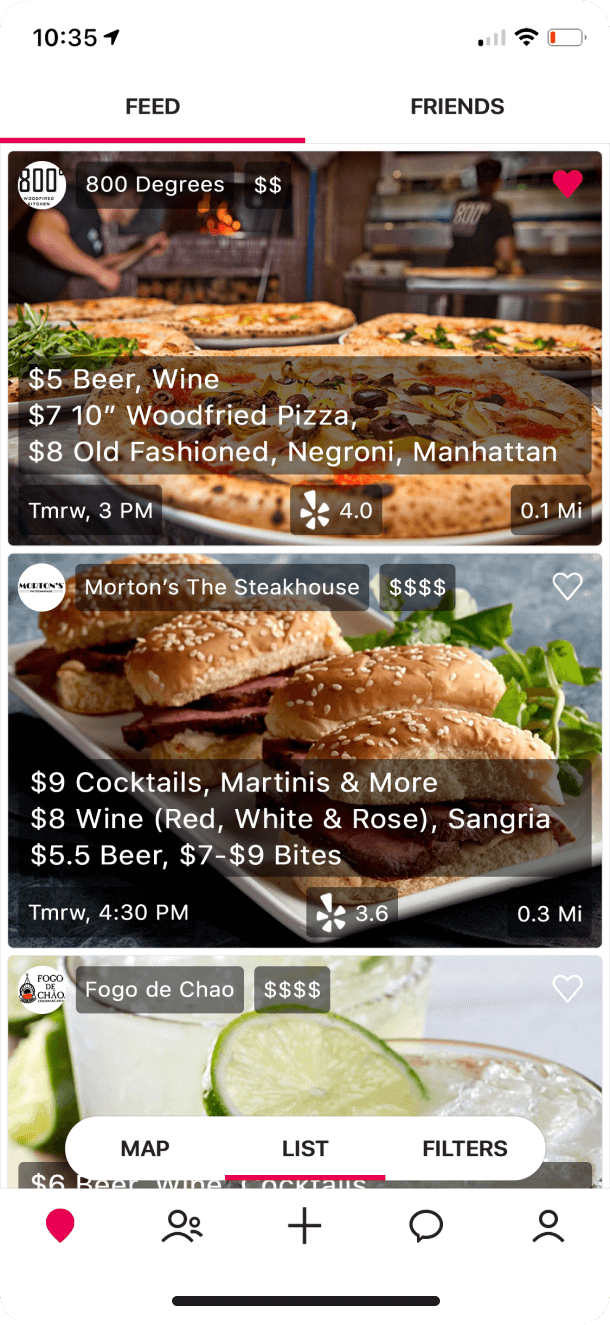 10:35
FEED
FRIENDS
800°
WOODFIRED
KITCHEN
800 Degrees
$$
800°
$5 Beer, Wine
$7 10” Woodfried Pizza,
$8 Old Fashioned, Negroni, Manhattan
Tmrw, 3 PM
4.0
0.1 Mi
MORTON'S
THE STEAKHOUSE
Morton’s The Steakhouse
$$$$
$9 Cocktails, Martinis & More
$8 Wine (Red, White & Rose), Sangria
$5.5 Beer, $7-$9 Bites
Tmrw, 4:30 PM
3.6
0.3 Mi
FOGO
DE
CHÃO
Fogo de Chao
$$$$
MAP
LIST
FILTERS
$6 Beer, Wine, Cocktails